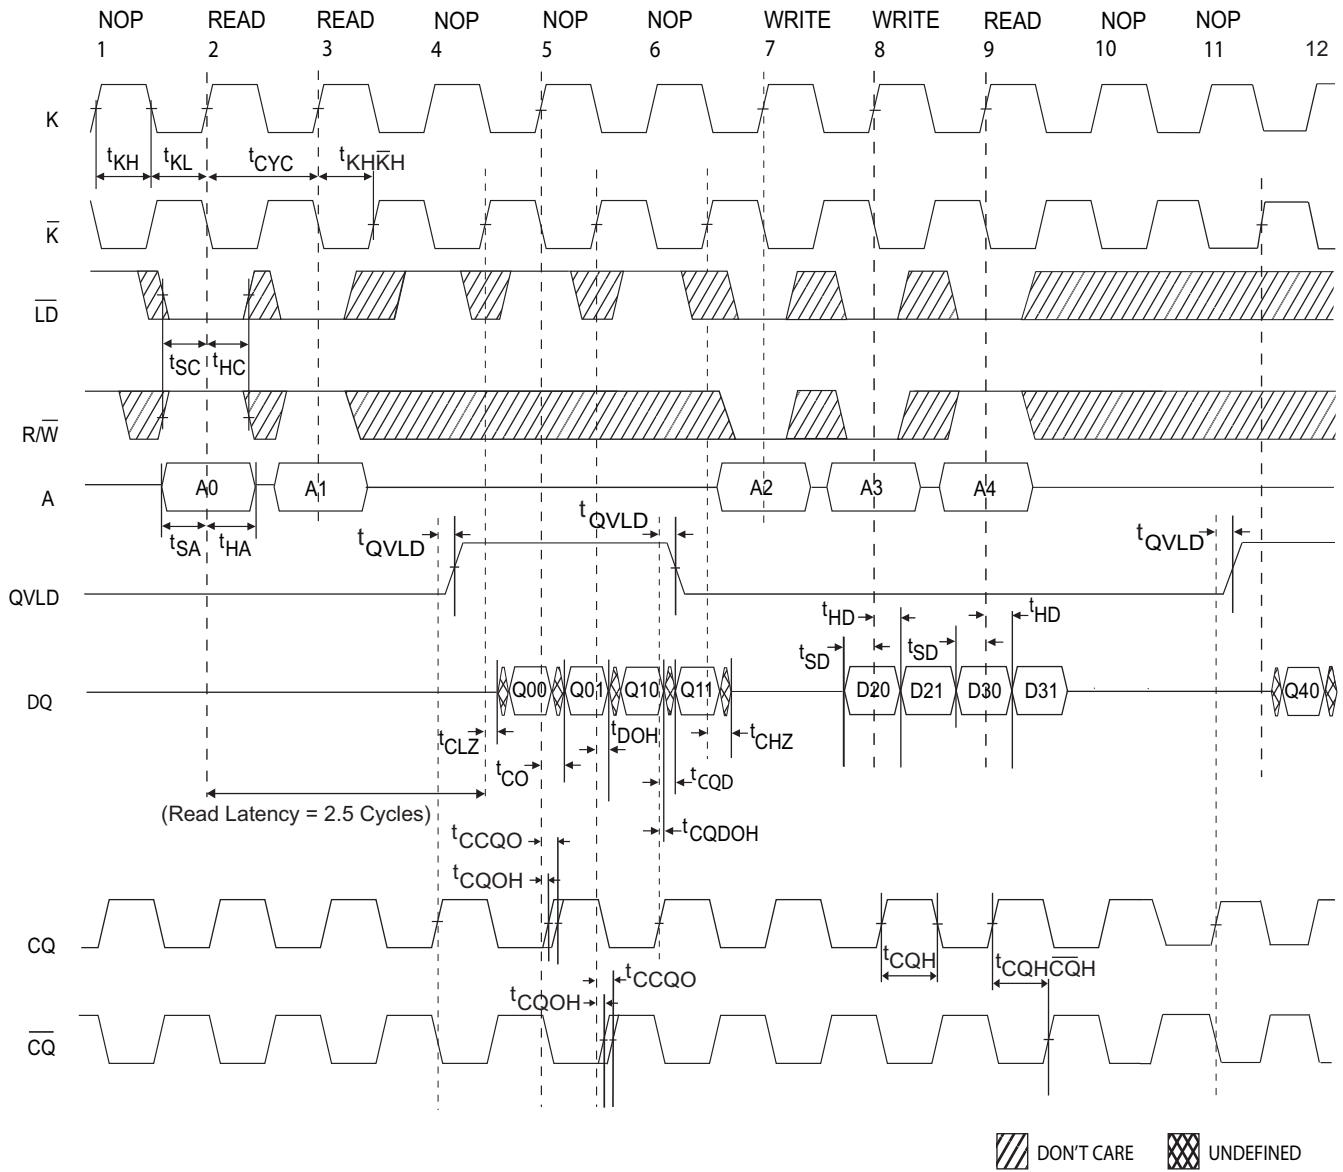 NOP READ READ NOP NOP NOP WRITE WRITE READ NOP NOP
1 2 3 4 5 6 7 8 9 10 11 12
K
tKH tKL tCYC tKHK̅H
K̅
L̅D̅
tSC tHC
R/W̅
A A0 A1 A2 A3 A4
tSA tHA tQVLD tQVLD tQVLD
QVLD
tHD tHD
tSD tSD
DQ Q00 Q01 Q10 Q11 D20 D21 D30 D31 Q40
tCLZ tDOH tCHZ
tCO tCQD
(Read Latency = 2.5 Cycles)
tCQDOH
tCCQO
tCQOH
CQ
tCQH tCQHC̅Q̅H
tCCQO
tCQOH
C̅Q̅
DON'T CARE UNDEFINED